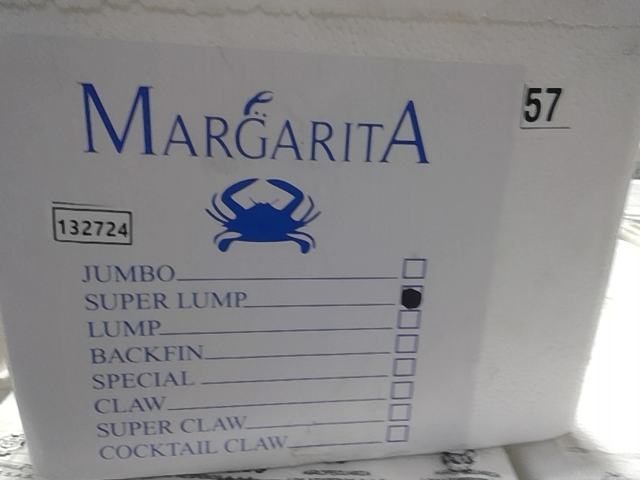 MARGARITA
57
132724
JUMBO
SUPER LUMP
LUMP
BACKFIN
SPECIAL
CLAW
SUPER CLAW
COCKTAIL CLAW